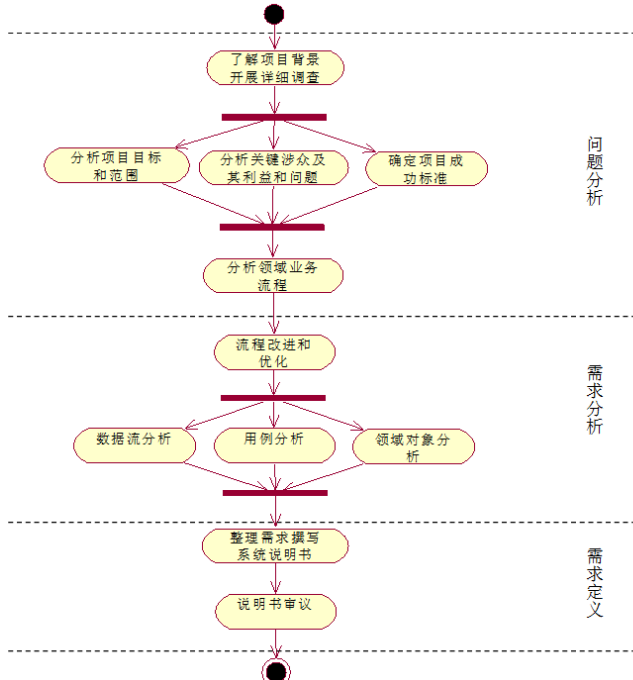 了解项目背景
开展详细调查
分析项目目标
和范围
分析关键涉众及
其利益和问题
确定项目成
功标准
分析领域业务
流程
问题分析
流程改进和
优化
数据流分析
用例分析
领域对象分
析
需求分析
整理需求撰写
系统说明书
说明书审议
需求定义